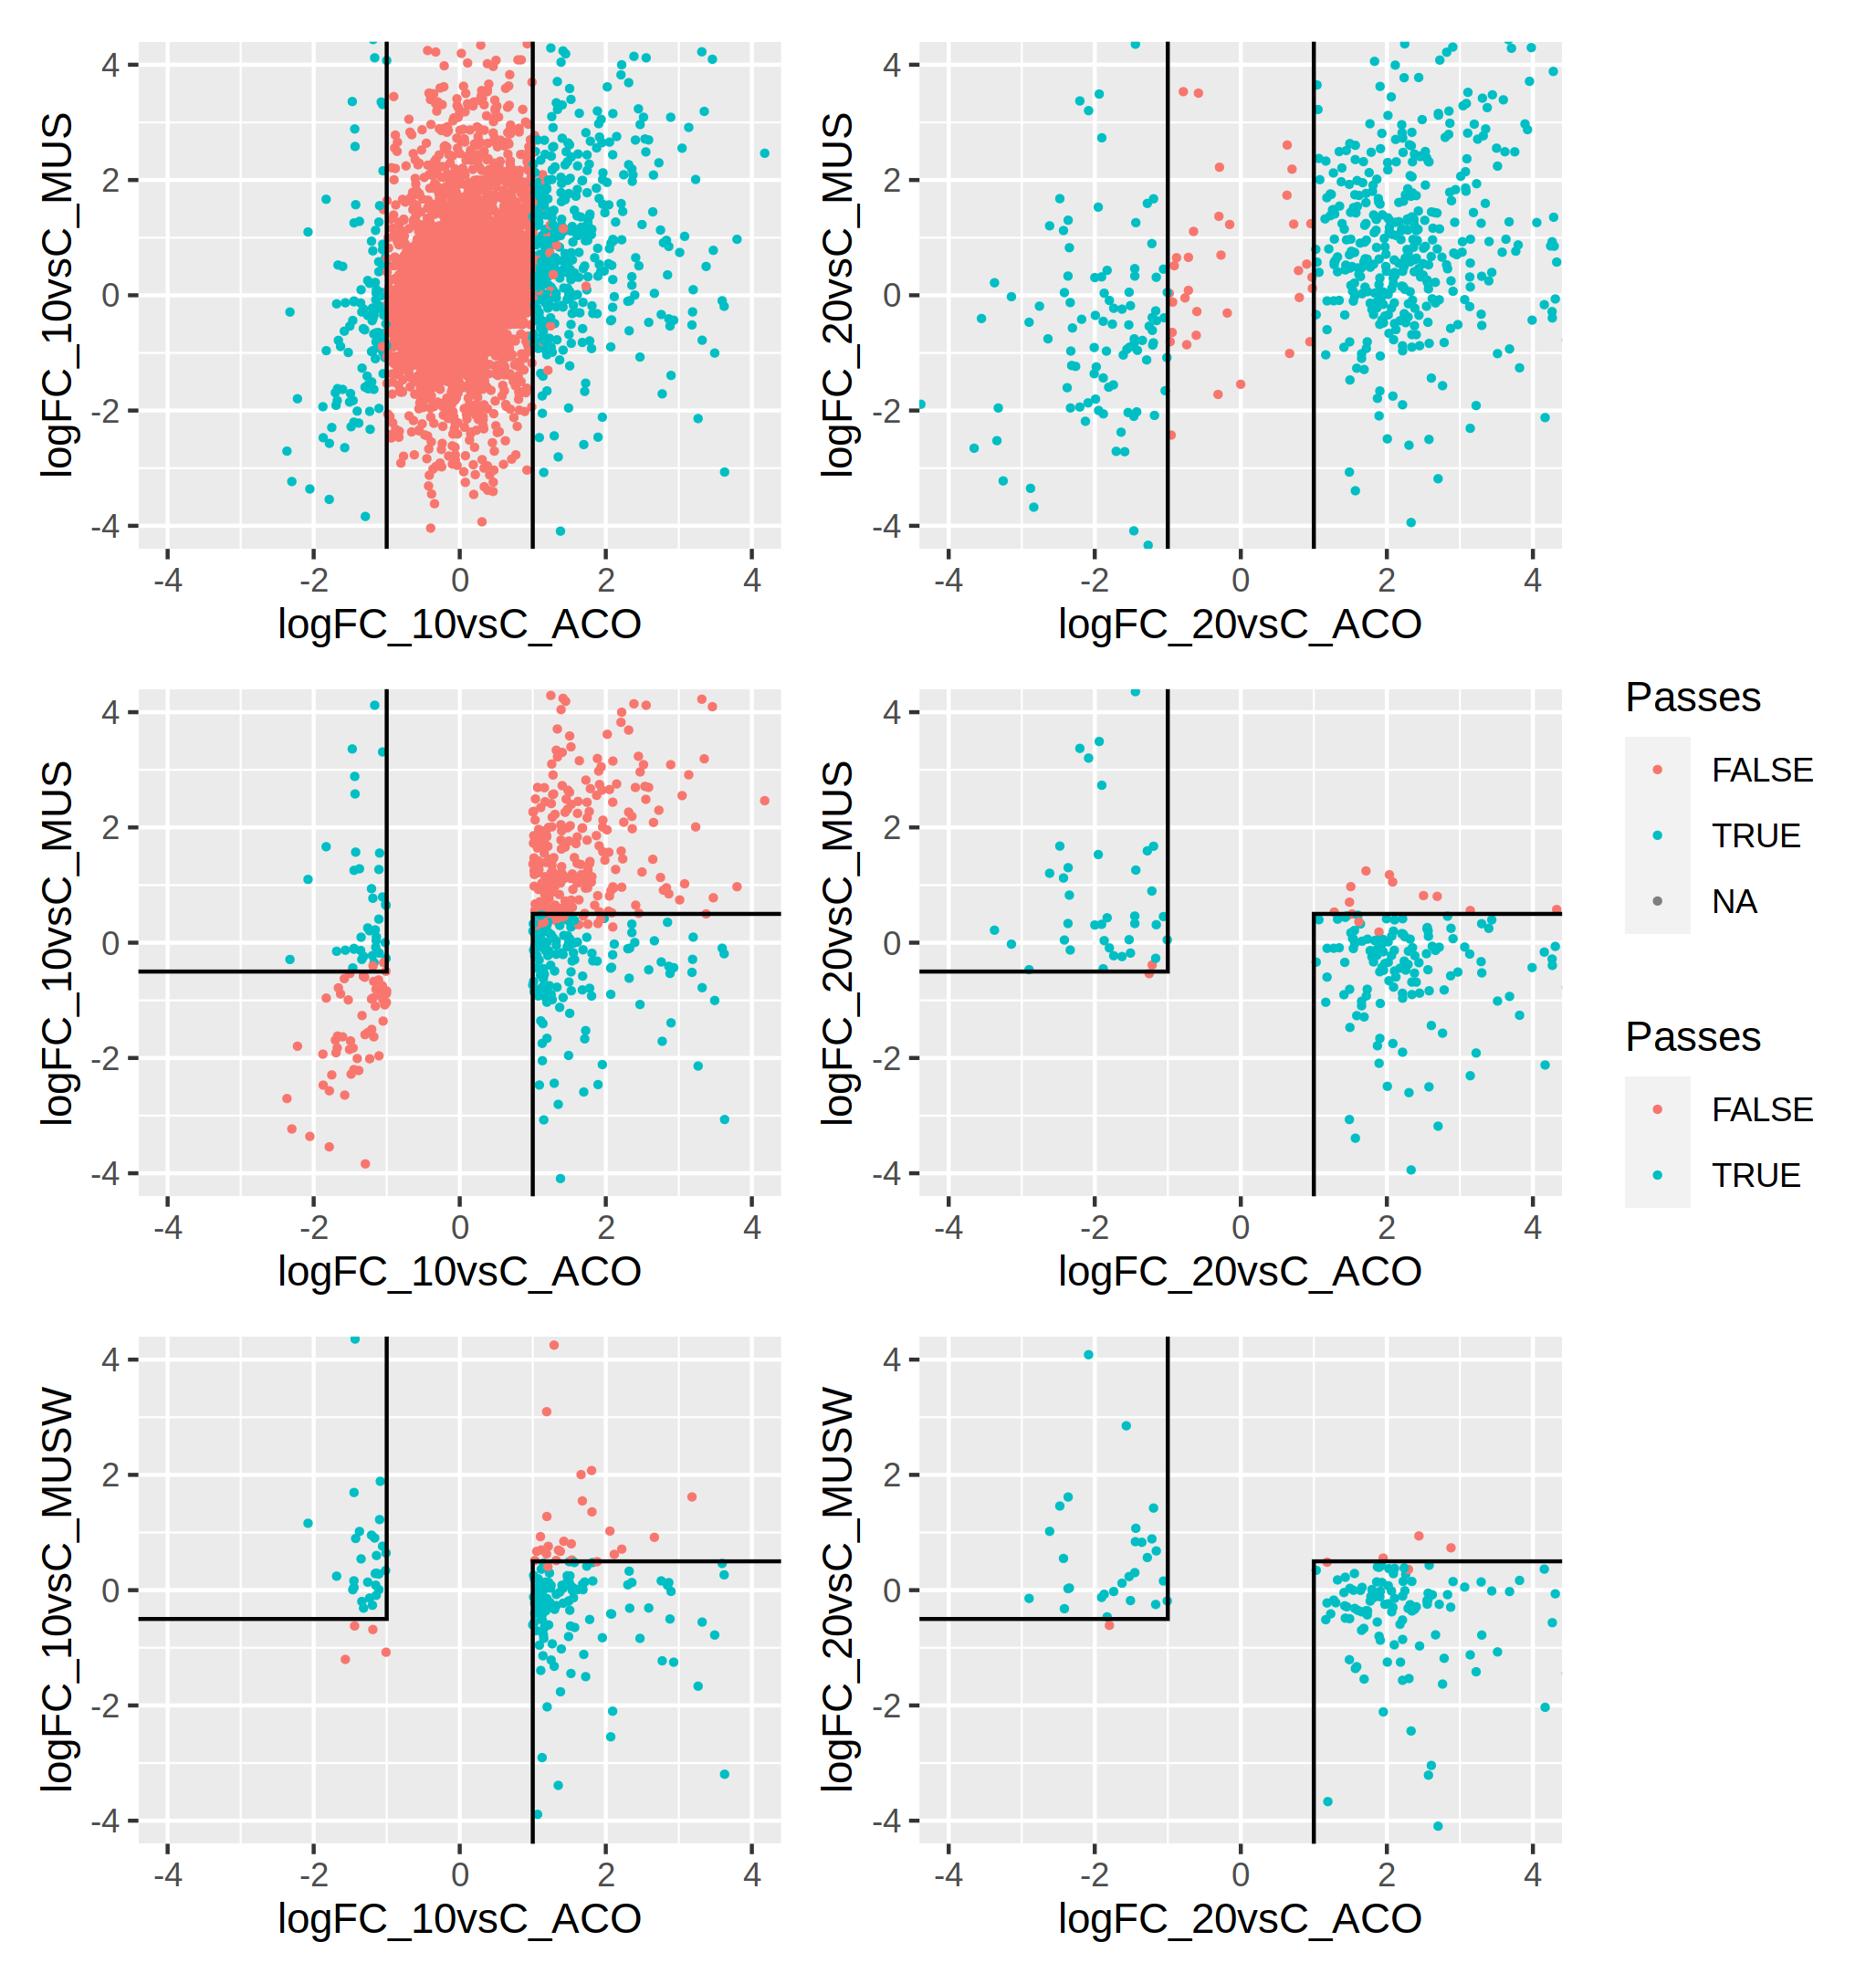 4
2
0
-2
-4
logFC_10vsC_MUS
-4 -2 0 2 4
logFC_10vsC_ACO
4
2
0
-2
-4
logFC_20vsC_MUS
-4 -2 0 2 4
logFC_20vsC_ACO
4
2
0
-2
-4
logFC_10vsC_MUS
-4 -2 0 2 4
logFC_10vsC_ACO
4
2
0
-2
-4
logFC_20vsC_MUS
-4 -2 0 2 4
logFC_20vsC_ACO
Passes
FALSE
TRUE
NA
Passes
FALSE
TRUE
4
2
0
-2
-4
logFC_10vsC_MUSW
-4 -2 0 2 4
logFC_10vsC_ACO
4
2
0
-2
-4
logFC_20vsC_MUSW
-4 -2 0 2 4
logFC_20vsC_ACO